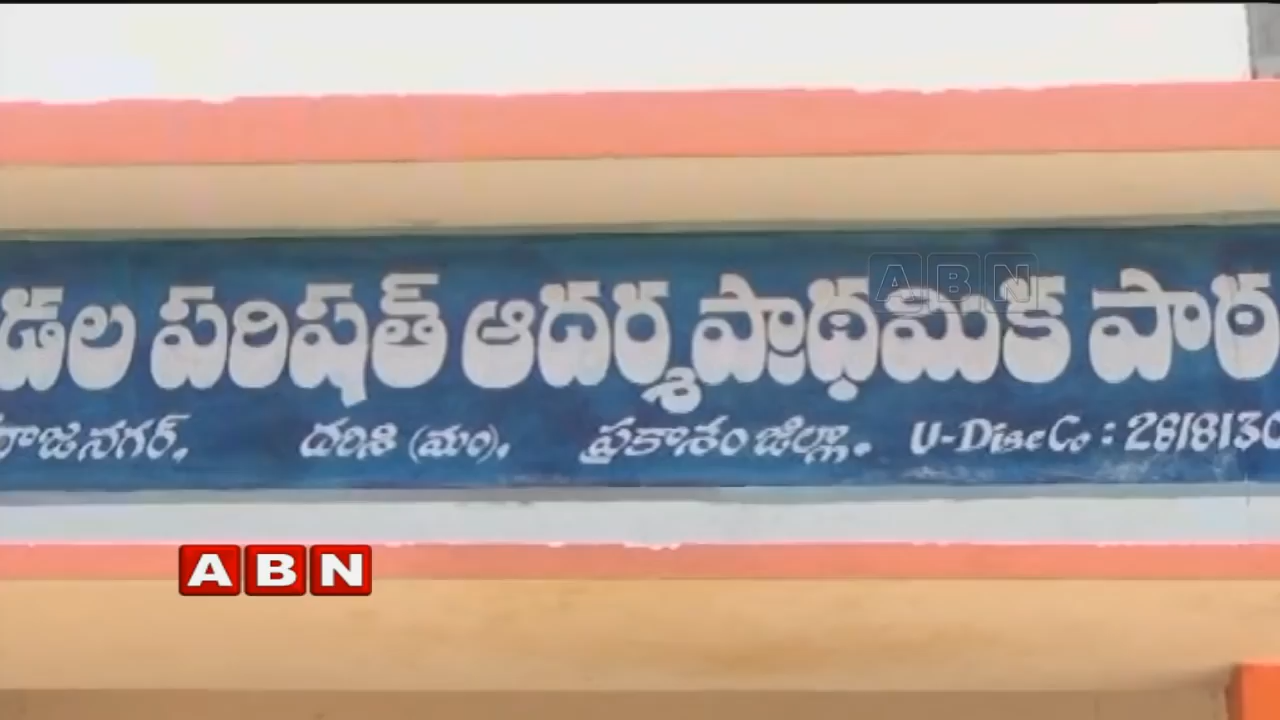 డల పరిషత్ ఆదర్శ ప్రాథమిక పాఠ
రాజనగర్, దరిశి (మం), ప్రకాశం జిల్లా. U-Dise Co : 2818130
ABN
ABN